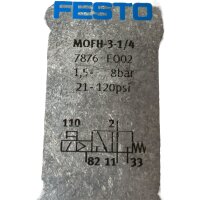 FESTO
MOFH-3-1/4
7876 E002
1,5-... 8bar
21-120psi
110 2
82 11 33